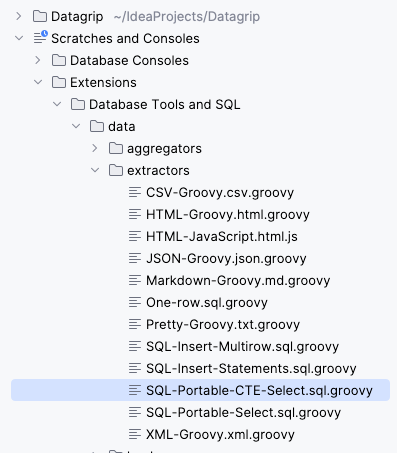 Datagrip ~/IdeaProjects/Datagrip
Scratches and Consoles
Database Consoles
Extensions
Database Tools and SQL
data
aggregators
extractors
CSV-Groovy.csv.groovy
HTML-Groovy.html.groovy
HTML-JavaScript.html.js
JSON-Groovy.json.groovy
Markdown-Groovy.md.groovy
One-row.sql.groovy
Pretty-Groovy.txt.groovy
SQL-Insert-Multirow.sql.groovy
SQL-Insert-Statements.sql.groovy
SQL-Portable-CTE-Select.sql.groovy
SQL-Portable-Select.sql.groovy
XML-Groovy.xml.groovy